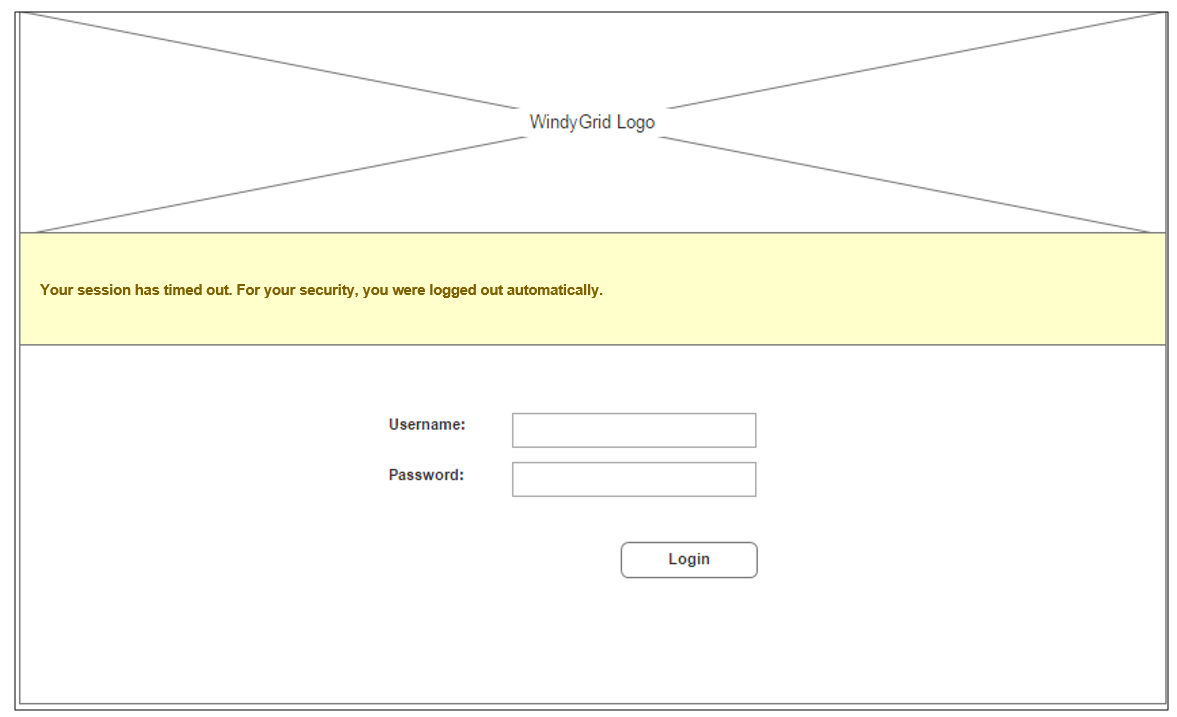 WindyGrid Logo
Your session has timed out. For your security, you were logged out automatically.
Username:
Password:
Login